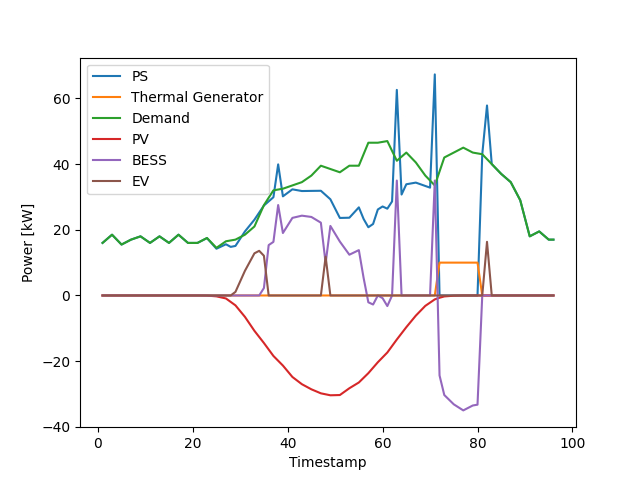 PS
Thermal Generator
Demand
PV
BESS
EV
Power [kW]
60
40
20
0
−20
−40
0 20 40 60 80 100
Timestamp